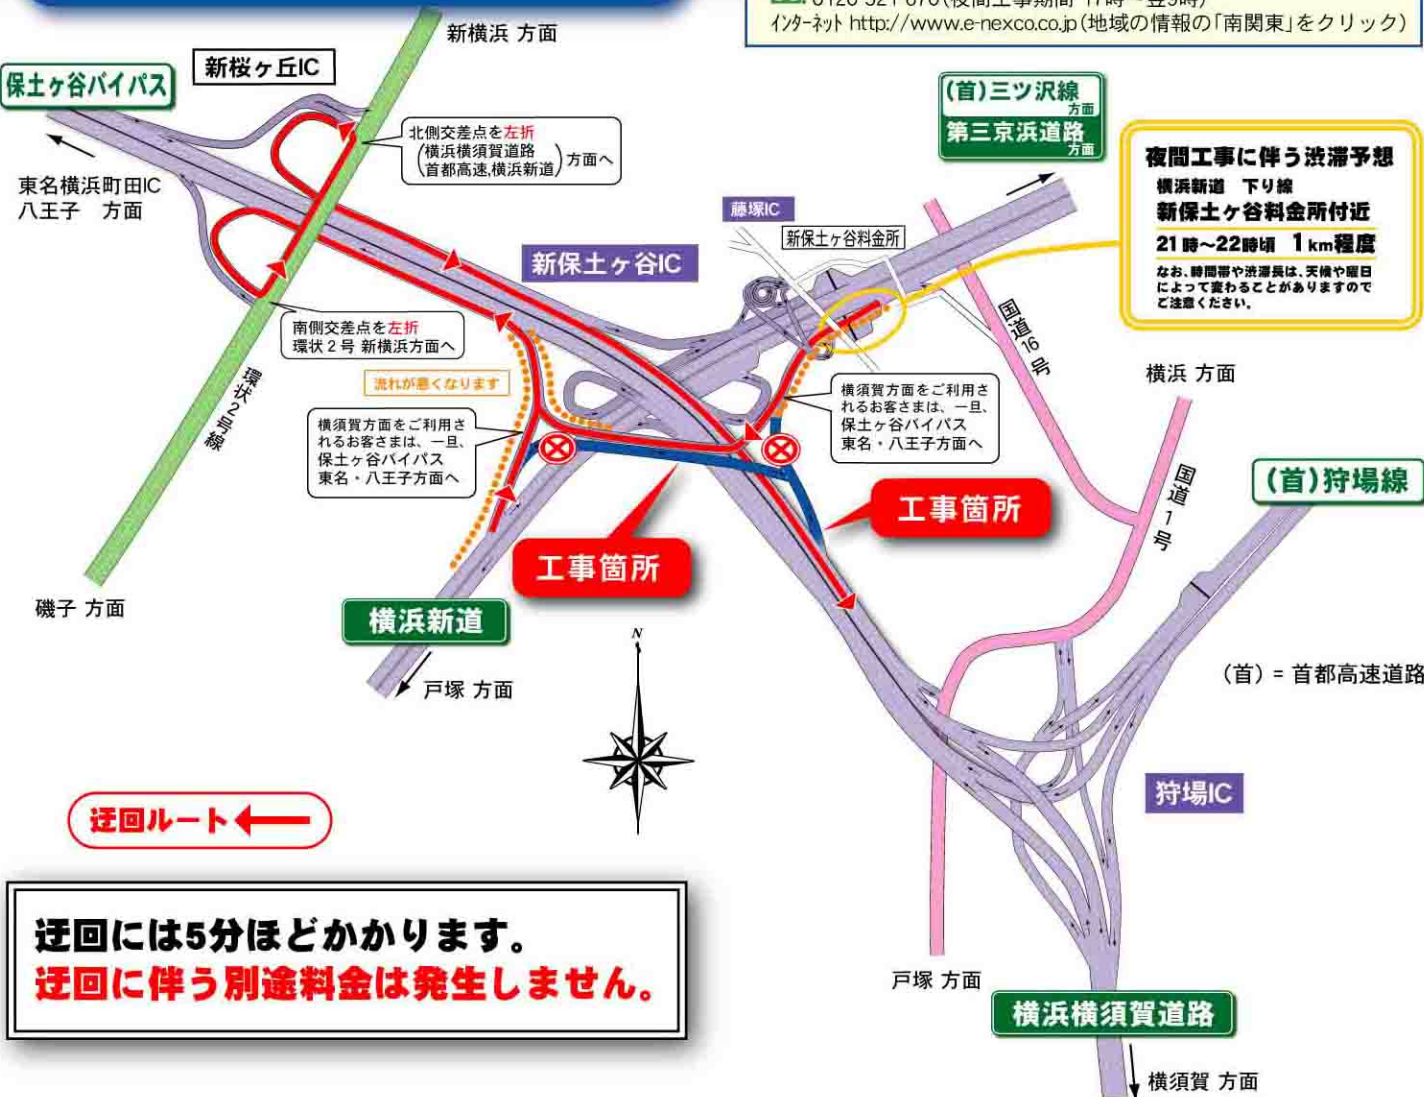 0120-321-670(夜間工事期間 17時~翌9時)
インターネット http://www.e-nexco.co.jp(地域の情報の「南関東」をクリック)
新横浜 方面
新桜ヶ丘IC
保土ヶ谷バイパス
東名横浜町田IC
八王子 方面
北側交差点を左折
(横浜横須賀道路
首都高速,横浜新道)方面へ
(首)三ツ沢線
方面
第三京浜道路
方面
夜間工事に伴う渋滞予想
横浜新道 下り線
新保土ヶ谷料金所付近
21時~22時頃 1km程度
なお、時間帯や渋滞長は、天候や曜日
によって変わることがありますので
ご注意ください。
藤塚IC
新保土ヶ谷料金所
新保土ヶ谷IC
国道16号
南側交差点を左折
環状2号 新横浜方面へ
流れが悪くなります
環状2号線
横浜 方面
横須賀方面をご利用さ
れるお客さまは、一旦、
保土ヶ谷バイパス
東名・八王子方面へ
横須賀方面をご利用さ
れるお客さまは、一旦、
保土ヶ谷バイパス
東名・八王子方面へ
国道1号
(首)狩場線
工事箇所
工事箇所
磯子 方面
横浜新道
戸塚 方面
N
(首) = 首都高速道路
狩場IC
迂回ルート
迂回には5分ほどかかります。
迂回に伴う別途料金は発生しません。
戸塚 方面
横浜横須賀道路
横須賀 方面